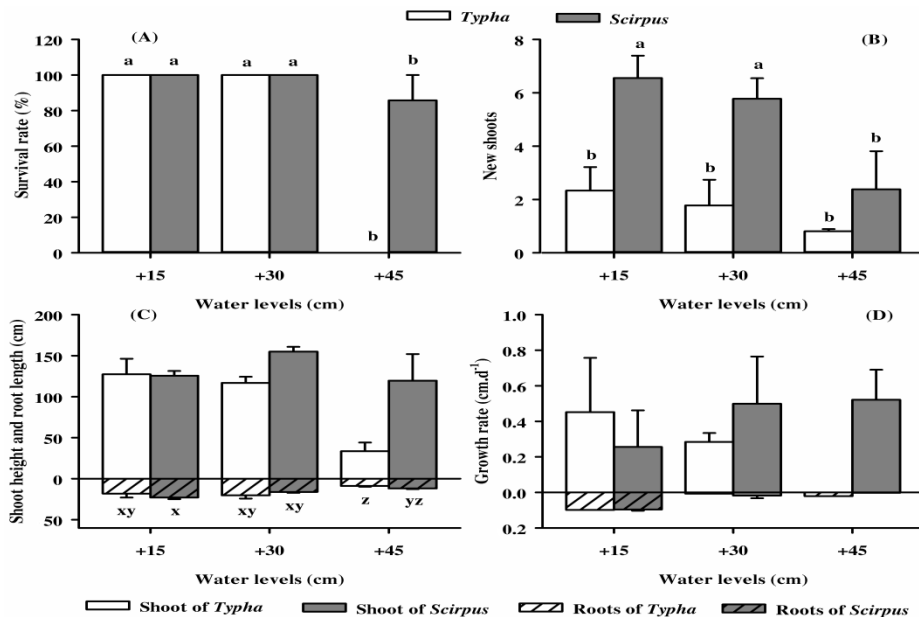 Typha Scirpus
(A)
Survival rate (%)
120
100
80
60
40
20
0
a a a a b b
+15 +30 +45
Water levels (cm)
(B)
New shoots
8
6
4
2
0
b a b a b b
+15 +30 +45
Water levels (cm)
(C)
Shoot height and root length (cm)
200
150
100
50
0
50
xy x xy xy z yz
+15 +30 +45
Water levels (cm)
(D)
Growth rate (cm.d⁻¹)
1.0
0.8
0.6
0.4
0.2
0.0
0.2
+15 +30 +45
Water levels (cm)
Shoot of Typha Shoot of Scirpus Roots of Typha Roots of Scirpus